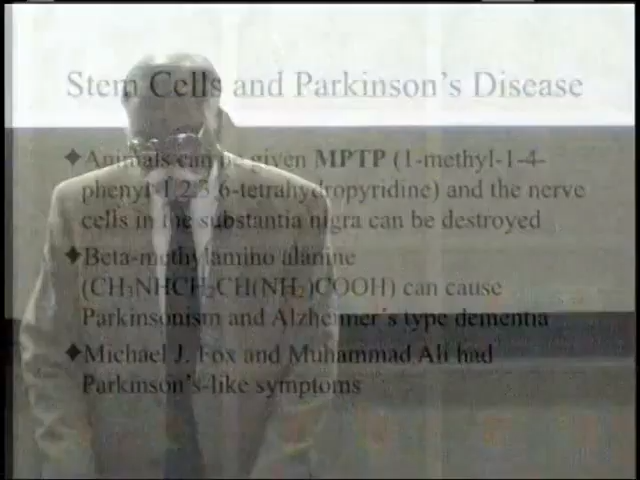 Stem Cells and Parkinson's Disease
Animals can be given MPTP (1-methyl-1-4-
phenyl-1,2,3,6-tetrahydropyridine) and the nerve
cells in the substantia nigra can be destroyed
Beta-methylamino alanine
(CH₃NHCH₂CH(NH₂)COOH) can cause
Parkinsonism and Alzheimer's type dementia
Michael J. Fox and Muhammad Ali had
Parkinson's-like symptoms